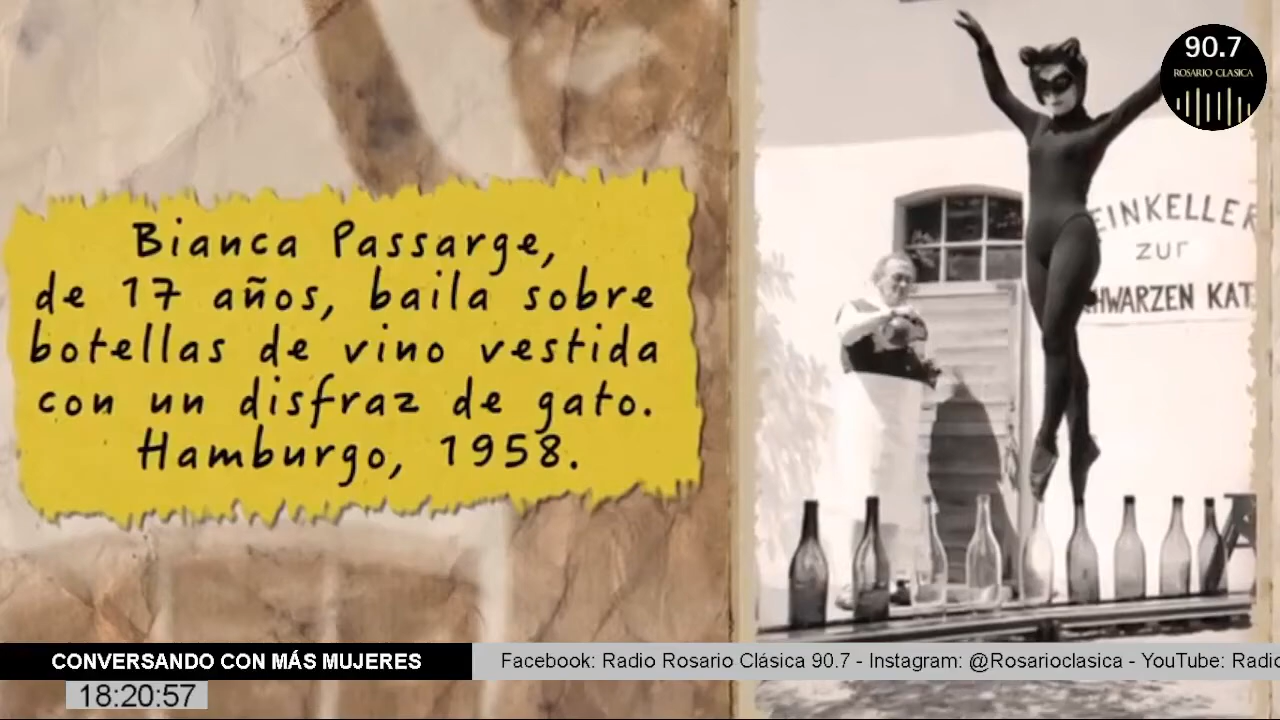 90.7
ROSARIO CLASICA
Bianca Passarge,
de 17 años, baila sobre
botellas de vino vestida
con un disfraz de gato.
Hamburgo, 1958.
EINKELLER
zur
HWARZEN KAT
CONVERSANDO CON MÁS MUJERES
Facebook: Radio Rosario Clásica 90.7 - Instagram: @Rosarioclasica - YouTube: Radio
18:20:57